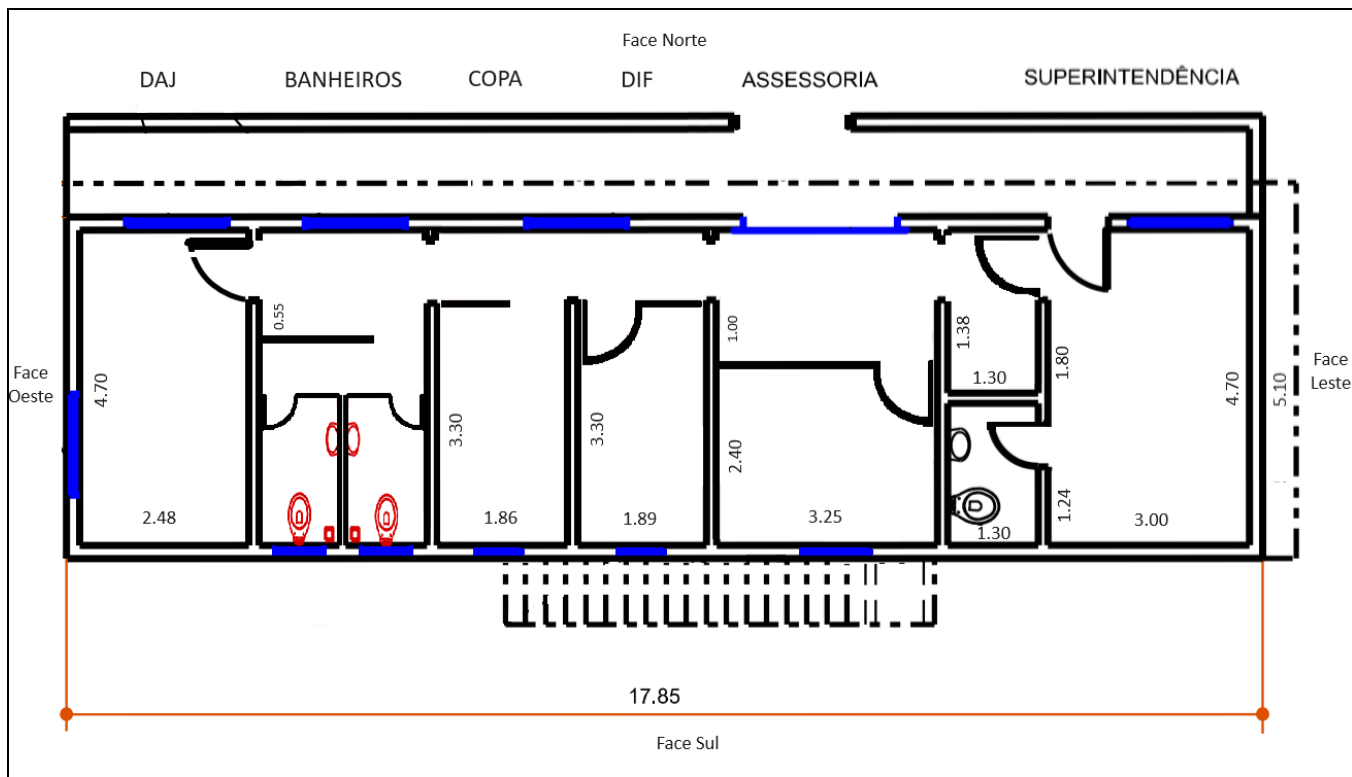 Face Norte
DAJ BANHEIROS COPA DIF ASSESSORIA SUPERINTENDÊNCIA
0.55
1.00
1.38
1.30
1.80
Face
Oeste
4.70
3.30
3.30
2.40
4.70
5.10
Face
Leste
2.48
1.86
1.89
3.25
1.30
1.24
3.00
17.85
Face Sul